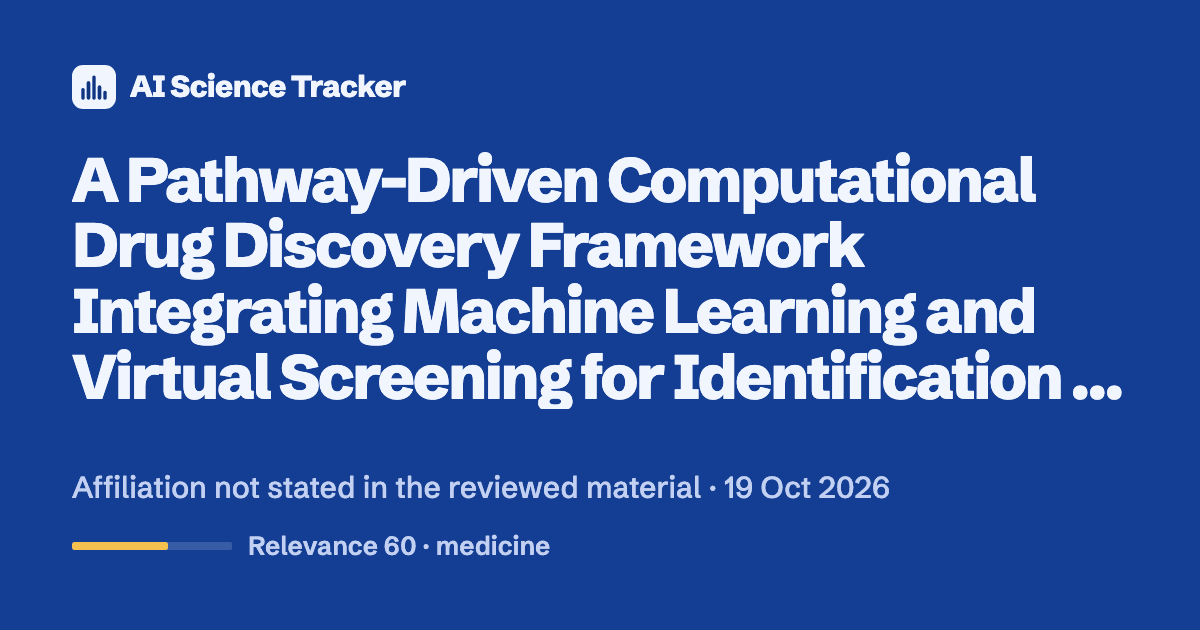 AI Science Tracker
A Pathway-Driven Computational
Drug Discovery Framework
Integrating Machine Learning and
Virtual Screening for Identification ...
Affiliation not stated in the reviewed material · 19 Oct 2026
Relevance 60 · medicine